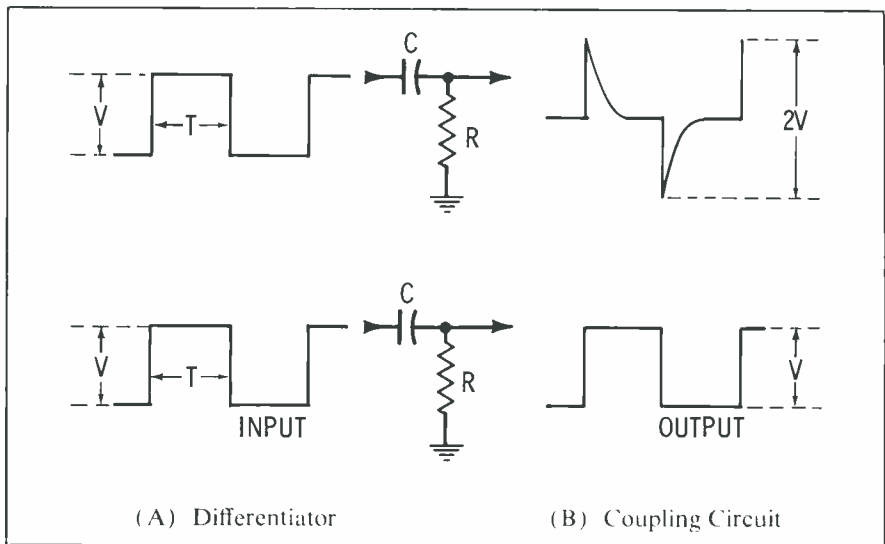 C
V
T
R
2V
C
V
T
R
V
INPUT
OUTPUT
(A) Differentiator
(B) Coupling Circuit